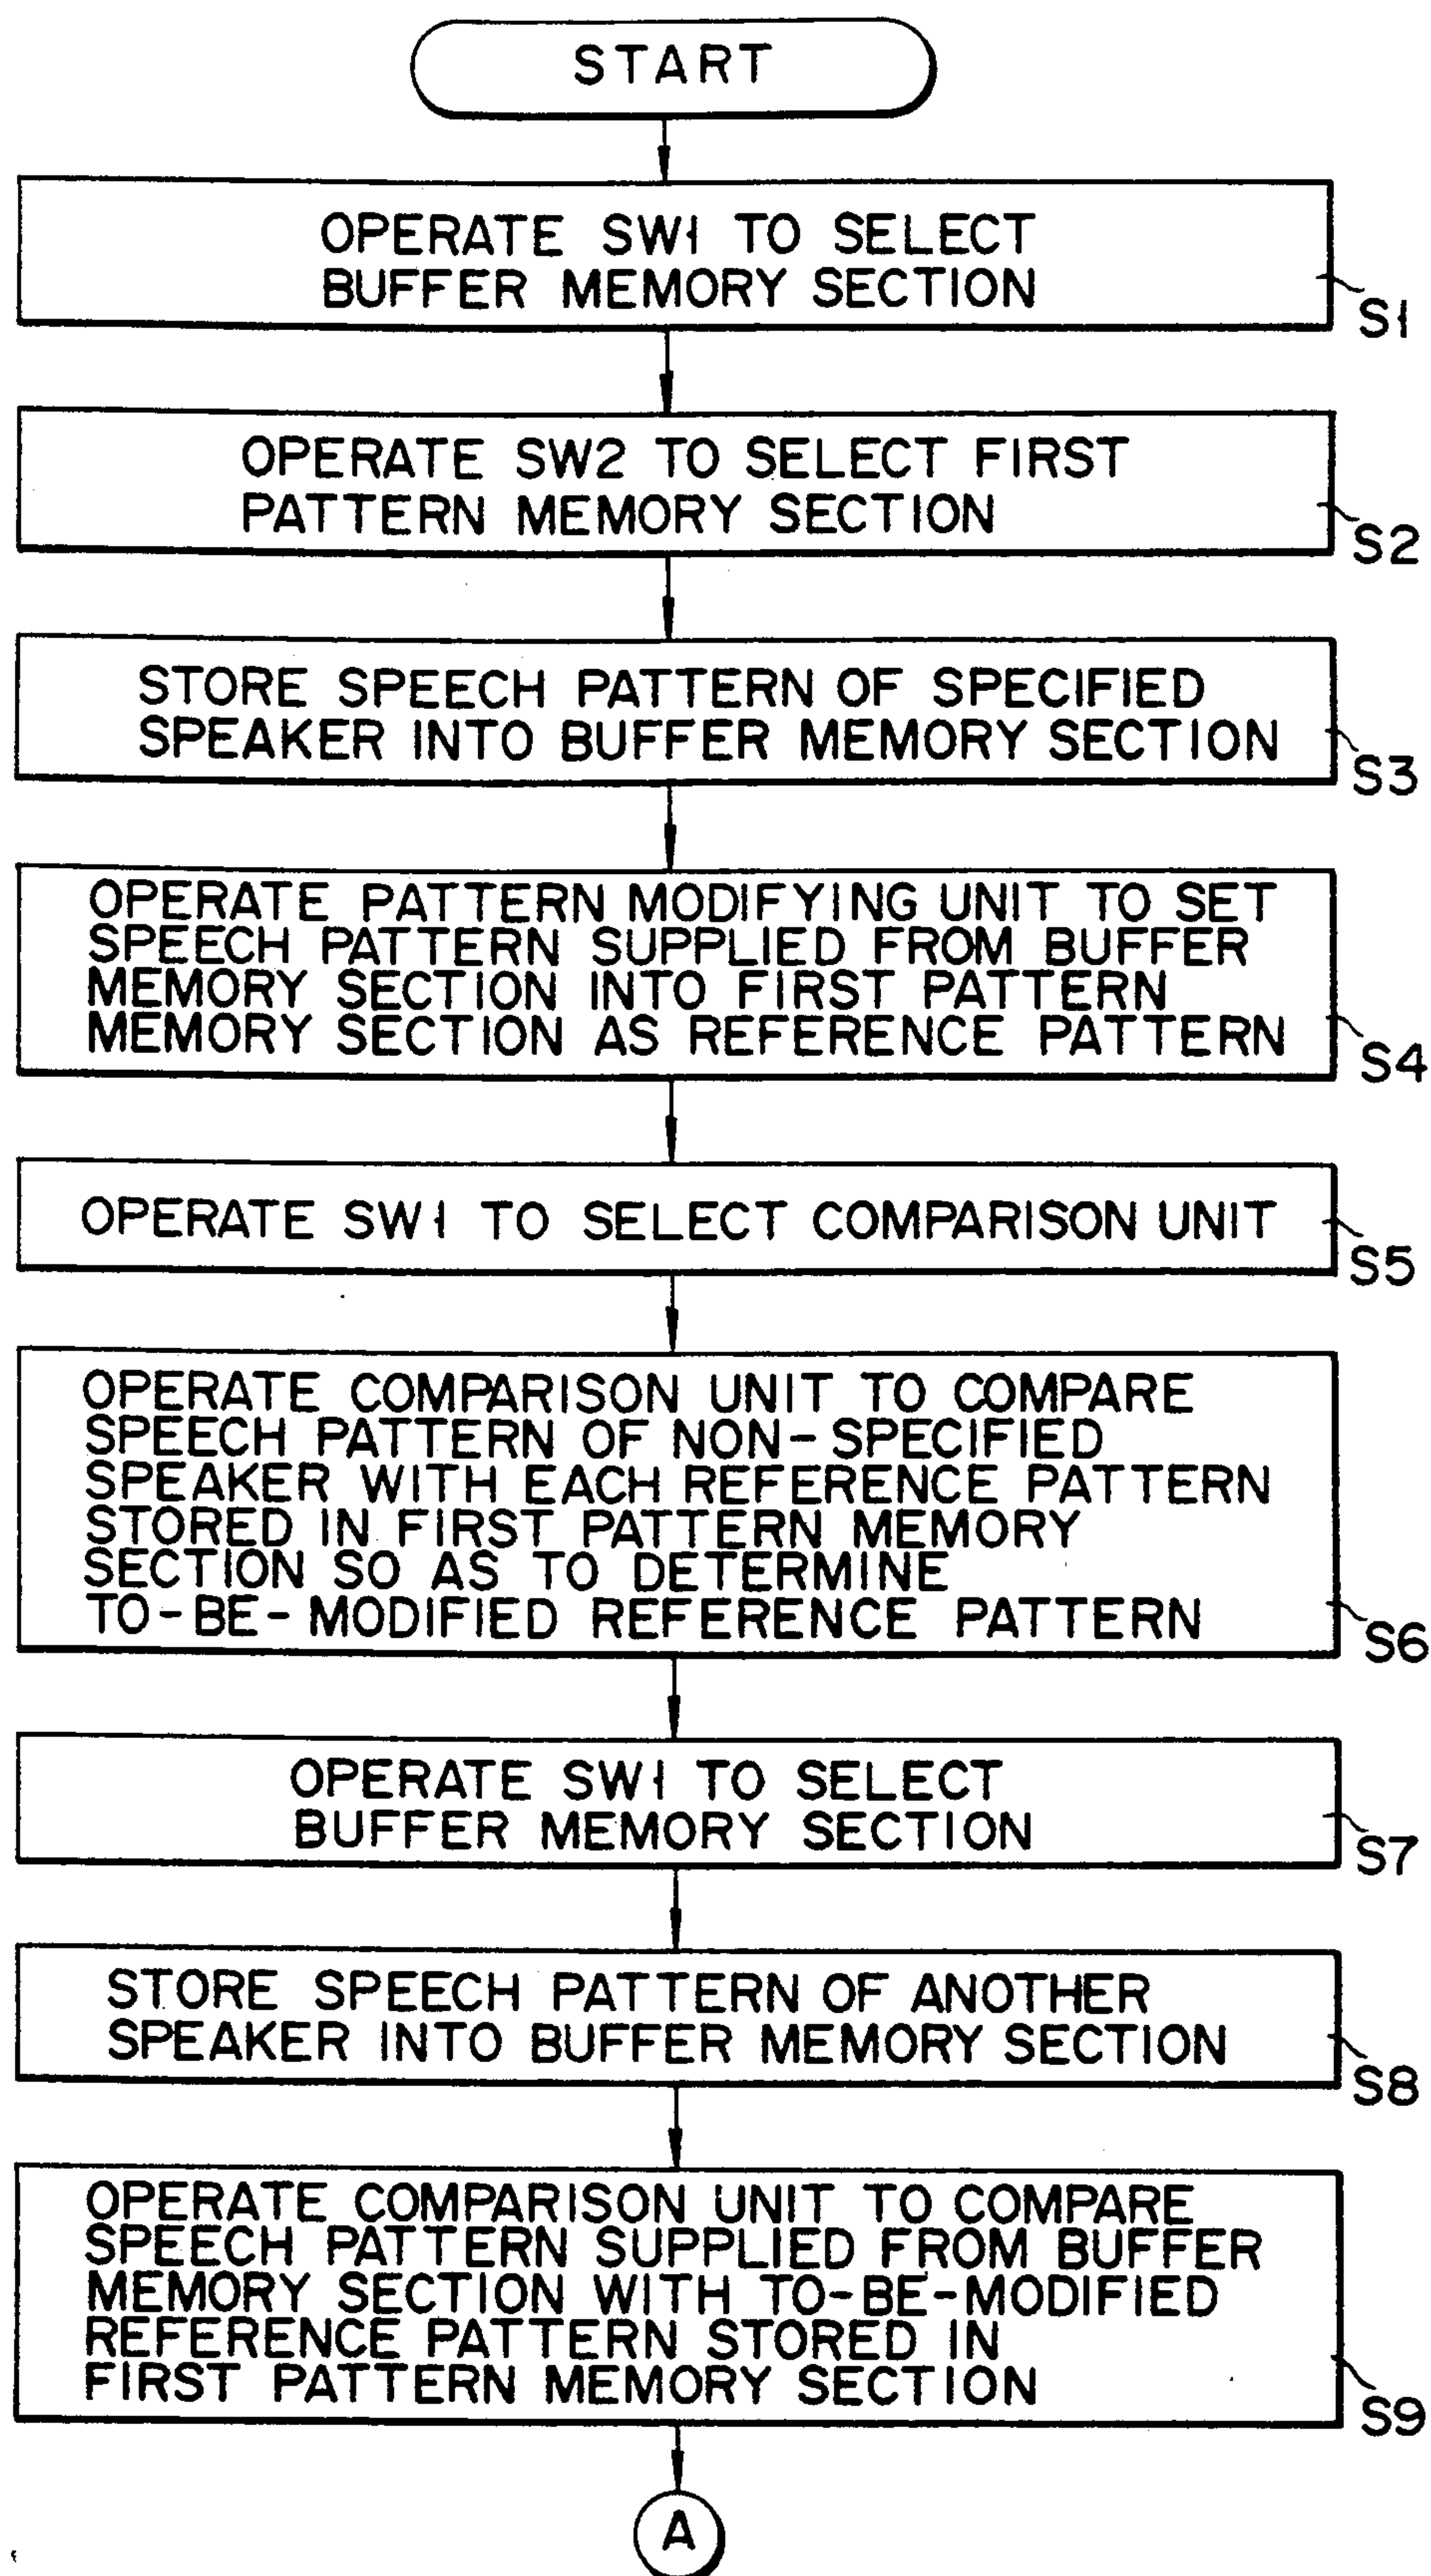 START
OPERATE SW1 TO SELECT
BUFFER MEMORY SECTION
S1
OPERATE SW2 TO SELECT FIRST
PATTERN MEMORY SECTION
S2
STORE SPEECH PATTERN OF SPECIFIED
SPEAKER INTO BUFFER MEMORY SECTION
S3
OPERATE PATTERN MODIFYING UNIT TO SET
SPEECH PATTERN SUPPLIED FROM BUFFER
MEMORY SECTION INTO FIRST PATTERN
MEMORY SECTION AS REFERENCE PATTERN
S4
OPERATE SW1 TO SELECT COMPARISON UNIT
S5
OPERATE COMPARISON UNIT TO COMPARE
SPEECH PATTERN OF NON-SPECIFIED
SPEAKER WITH EACH REFERENCE PATTERN
STORED IN FIRST PATTERN MEMORY
SECTION SO AS TO DETERMINE
TO-BE-MODIFIED REFERENCE PATTERN
S6
OPERATE SW1 TO SELECT
BUFFER MEMORY SECTION
S7
STORE SPEECH PATTERN OF ANOTHER
SPEAKER INTO BUFFER MEMORY SECTION
S8
OPERATE COMPARISON UNIT TO COMPARE
SPEECH PATTERN SUPPLIED FROM BUFFER
MEMORY SECTION WITH TO-BE-MODIFIED
REFERENCE PATTERN STORED IN
FIRST PATTERN MEMORY SECTION
S9
A